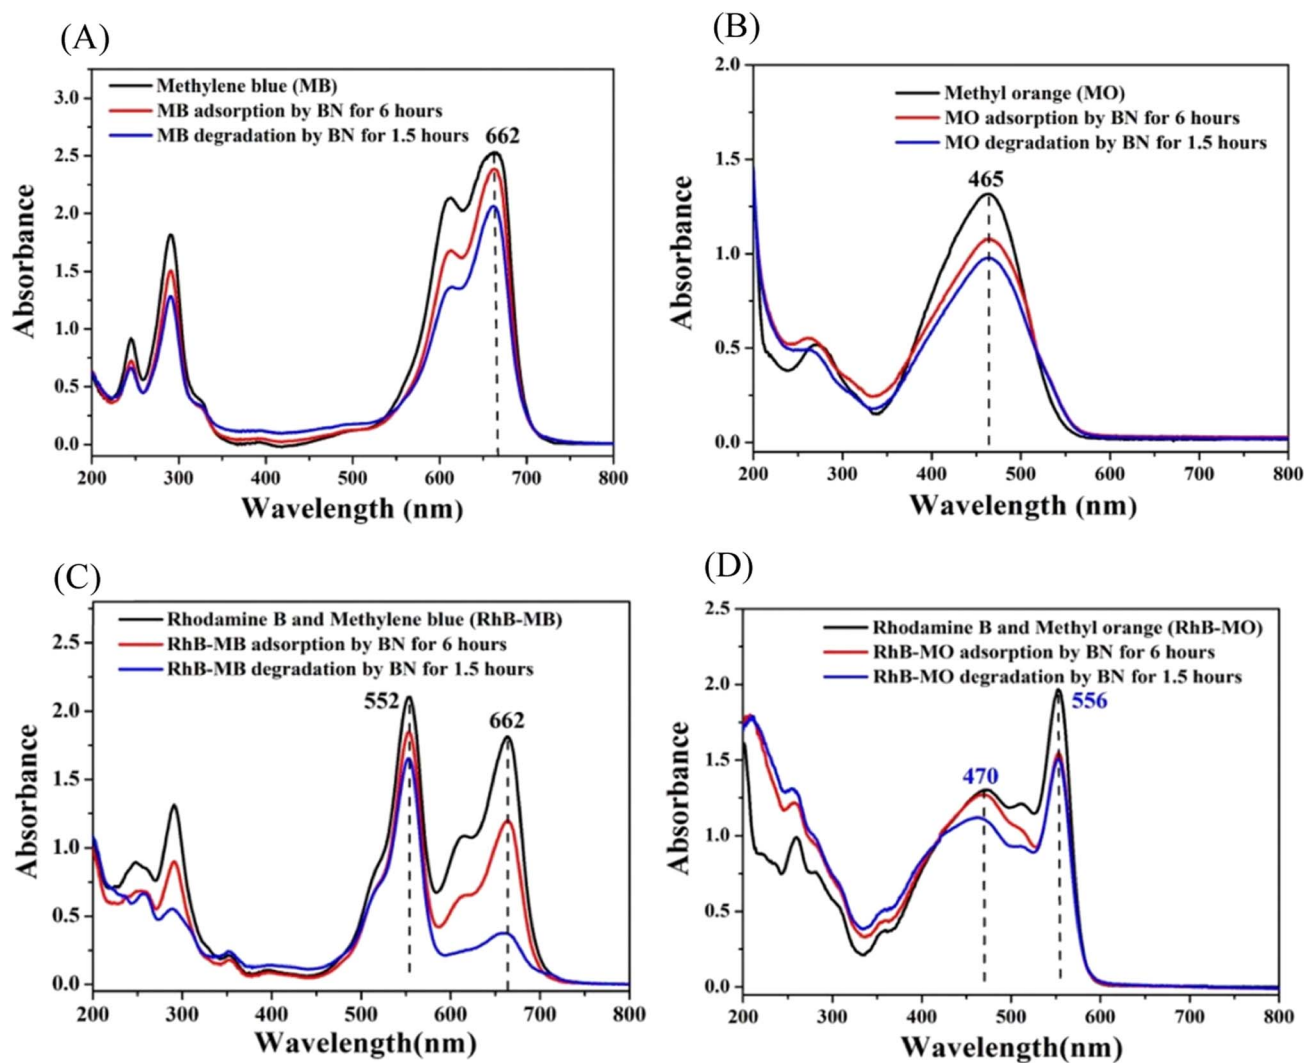 (A)
Methylene blue (MB)
MB adsorption by BN for 6 hours
MB degradation by BN for 1.5 hours
662
3.0
2.5
2.0
1.5
1.0
0.5
0.0
Absorbance
200 300 400 500 600 700 800
Wavelength (nm)
(B)
Methyl orange (MO)
MO adsorption by BN for 6 hours
MO degradation by BN for 1.5 hours
465
2.0
1.5
1.0
0.5
0.0
Absorbance
200 300 400 500 600 700 800
Wavelength (nm)
(C)
Rhodamine B and Methylene blue (RhB-MB)
RhB-MB adsorption by BN for 6 hours
RhB-MB degradation by BN for 1.5 hours
552
662
2.5
2.0
1.5
1.0
0.5
0.0
Absorbance
200 300 400 500 600 700 800
Wavelength(nm)
(D)
Rhodamine B and Methyl orange (RhB-MO)
RhB-MO adsorption by BN for 6 hours
RhB-MO degradation by BN for 1.5 hours
556
470
2.5
2.0
1.5
1.0
0.5
0.0
Absorbance
200 300 400 500 600 700 800
Wavelength(nm)